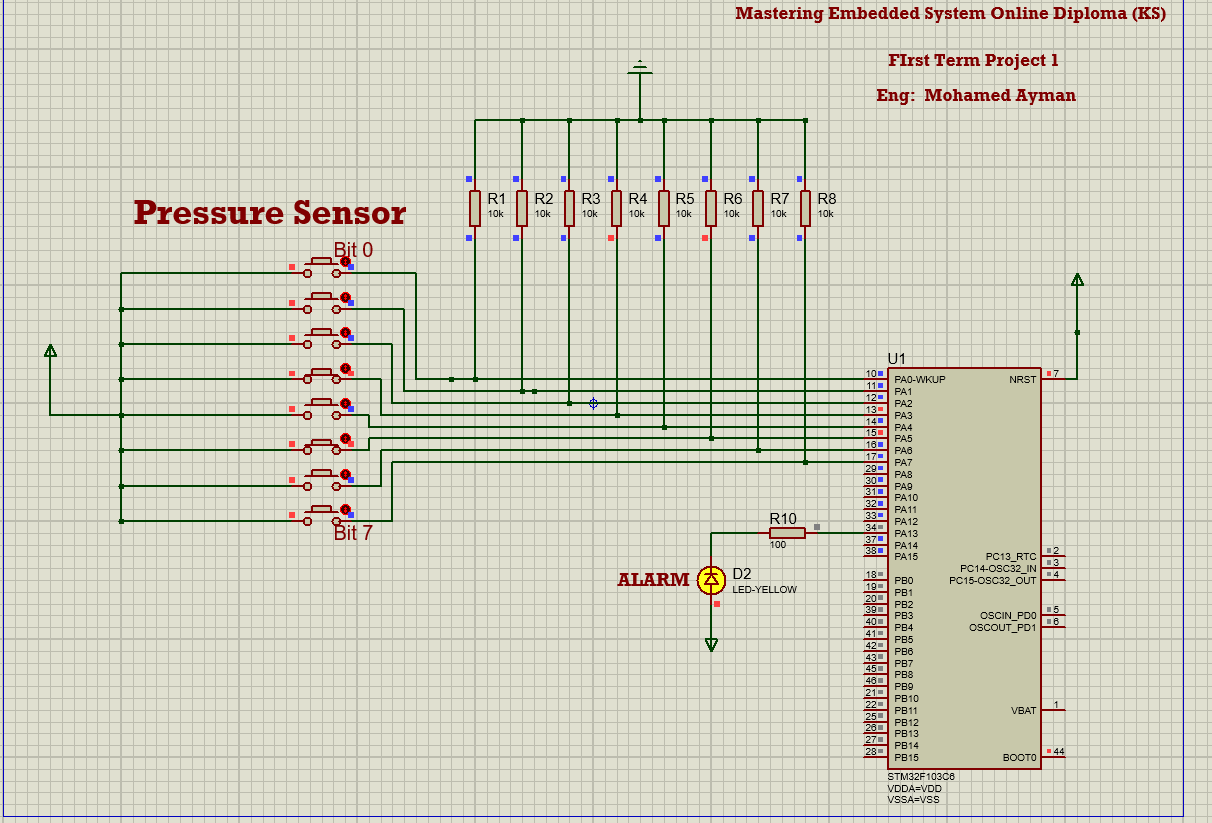 Mastering Embedded System Online Diploma (KS)
FIrst Term Project 1
Eng: Mohamed Ayman
Pressure Sensor
R1
10k
R2
10k
R3
10k
R4
10k
R5
10k
R6
10k
R7
10k
R8
10k
Bit 0
Bit 7
U1
10 PA0-WKUP
11 PA1
12 PA2
13 PA3
14 PA4
15 PA5
16 PA6
17 PA7
29 PA8
30 PA9
31 PA10
32 PA11
33 PA12
34 PA13
37 PA14
38 PA15
18 PB0
19 PB1
20 PB2
39 PB3
40 PB4
41 PB5
42 PB6
43 PB7
45 PB8
46 PB9
21 PB10
22 PB11
25 PB12
26 PB13
27 PB14
28 PB15
NRST 7
PC13_RTC 2
PC14-OSC32_IN 3
PC15-OSC32_OUT 4
OSCIN_PD0 5
OSCOUT_PD1 6
VBAT 1
BOOT0 44
STM32F103C6
VDDA=VDD
VSSA=VSS
R10
100
ALARM
D2
LED-YELLOW